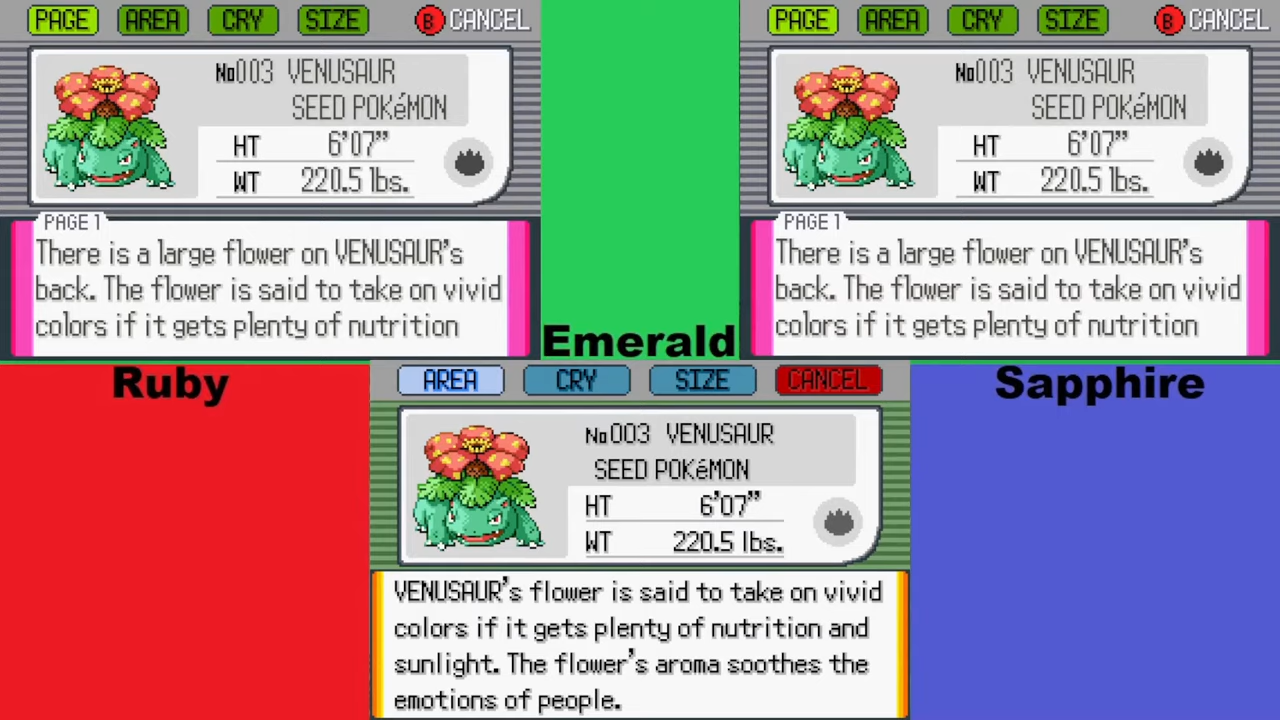 PAGE AREA CRY SIZE B CANCEL
No003 VENUSAUR
SEED POKéMON
HT 6'07"
WT 220.5 lbs.
PAGE 1
There is a large flower on VENUSAUR's
back. The flower is said to take on vivid
colors if it gets plenty of nutrition
PAGE AREA CRY SIZE B CANCEL
No003 VENUSAUR
SEED POKéMON
HT 6'07"
WT 220.5 lbs.
PAGE 1
There is a large flower on VENUSAUR's
back. The flower is said to take on vivid
colors if it gets plenty of nutrition
Emerald
Ruby
Sapphire
AREA CRY SIZE CANCEL
No003 VENUSAUR
SEED POKéMON
HT 6'07"
WT 220.5 lbs.
VENUSAUR's flower is said to take on vivid
colors if it gets plenty of nutrition and
sunlight. The flower's aroma soothes the
emotions of people.